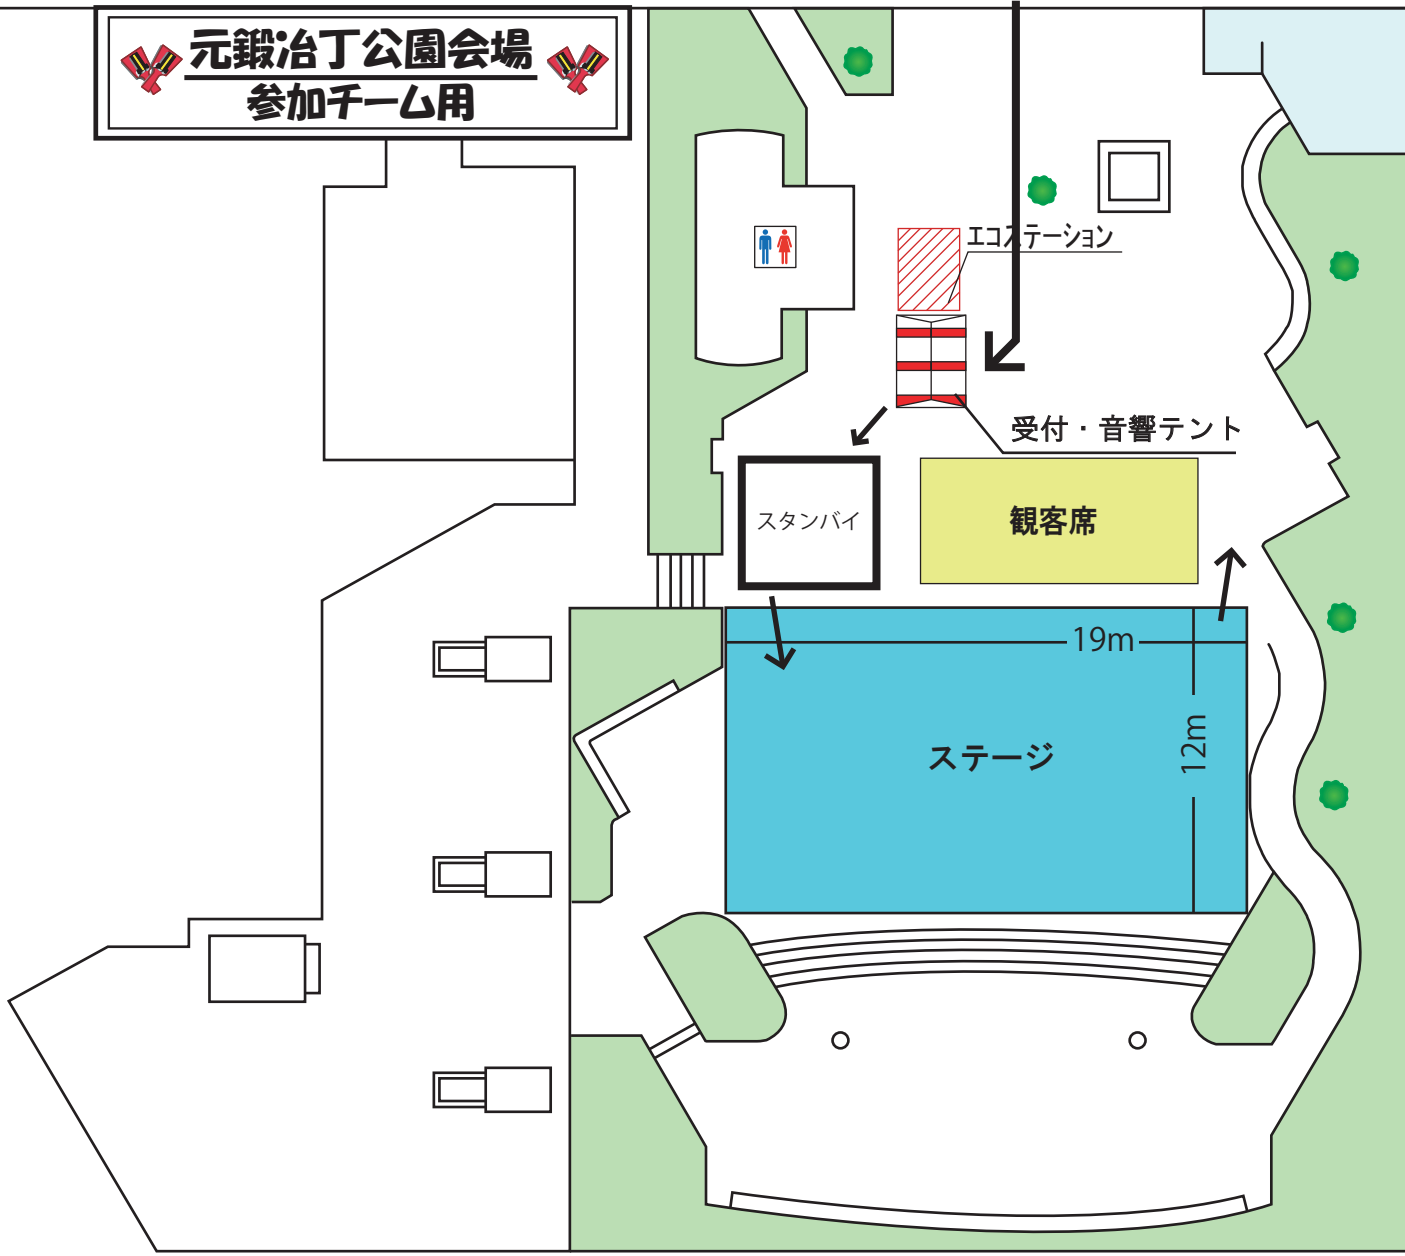 元鍛冶丁公園会場
参加チーム用
エコステーション
受付・音響テント
スタンバイ
観客席
19m
12m
ステージ